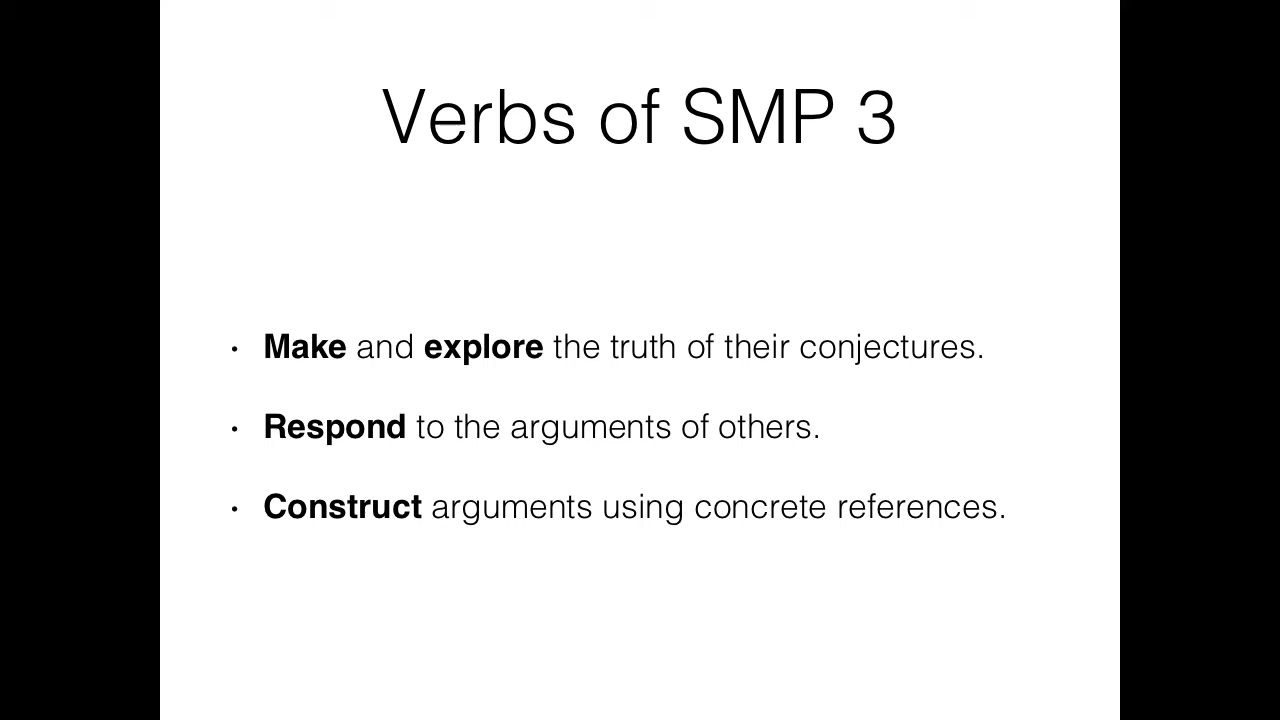 Verbs of SMP 3
• Make and explore the truth of their conjectures.
• Respond to the arguments of others.
• Construct arguments using concrete references.